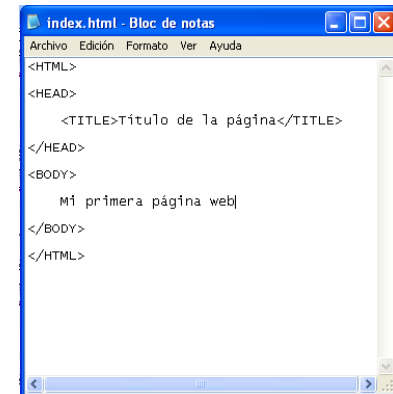 index.html - Bloc de notas
Archivo Edición Formato Ver Ayuda
<HTML>
<HEAD>
<TITLE>Título de la página</TITLE>
</HEAD>
<BODY>
Mi primera página web
</BODY>
</HTML>